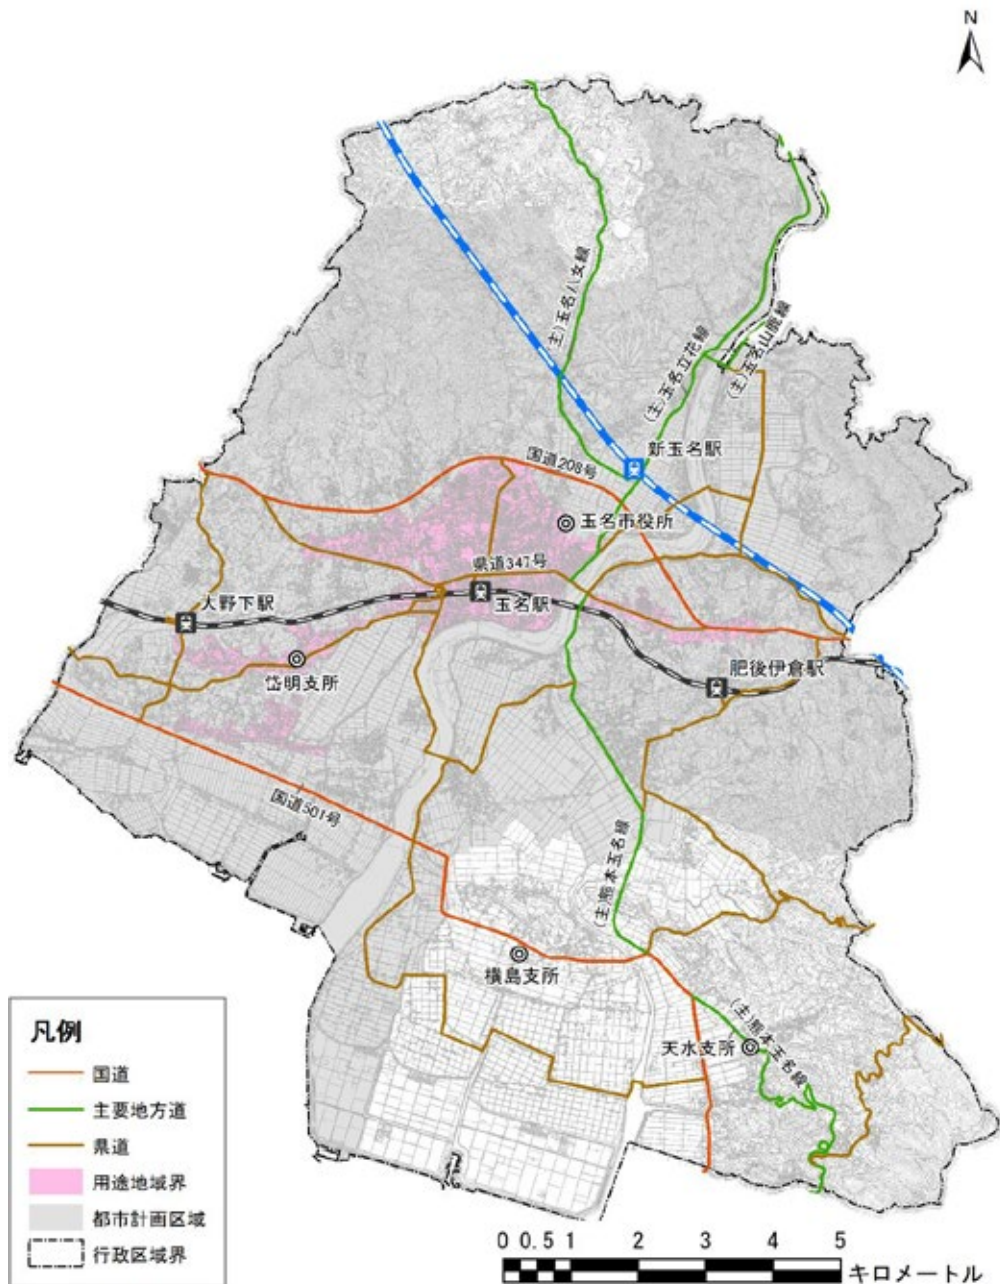 N
(主)玉名八女線
(主)玉名立花線
(主)玉名山鹿線
新玉名駅
国道208号
玉名市役所
県道347号
大野下駅
玉名駅
岱明支所
肥後伊倉駅
国道501号
(主)熊本玉名線
横島支所
(主)熊本玉名線
天水支所
凡例
国道
主要地方道
県道
用途地域界
都市計画区域
行政区域界
0 0.5 1 2 3 4 5
キロメートル